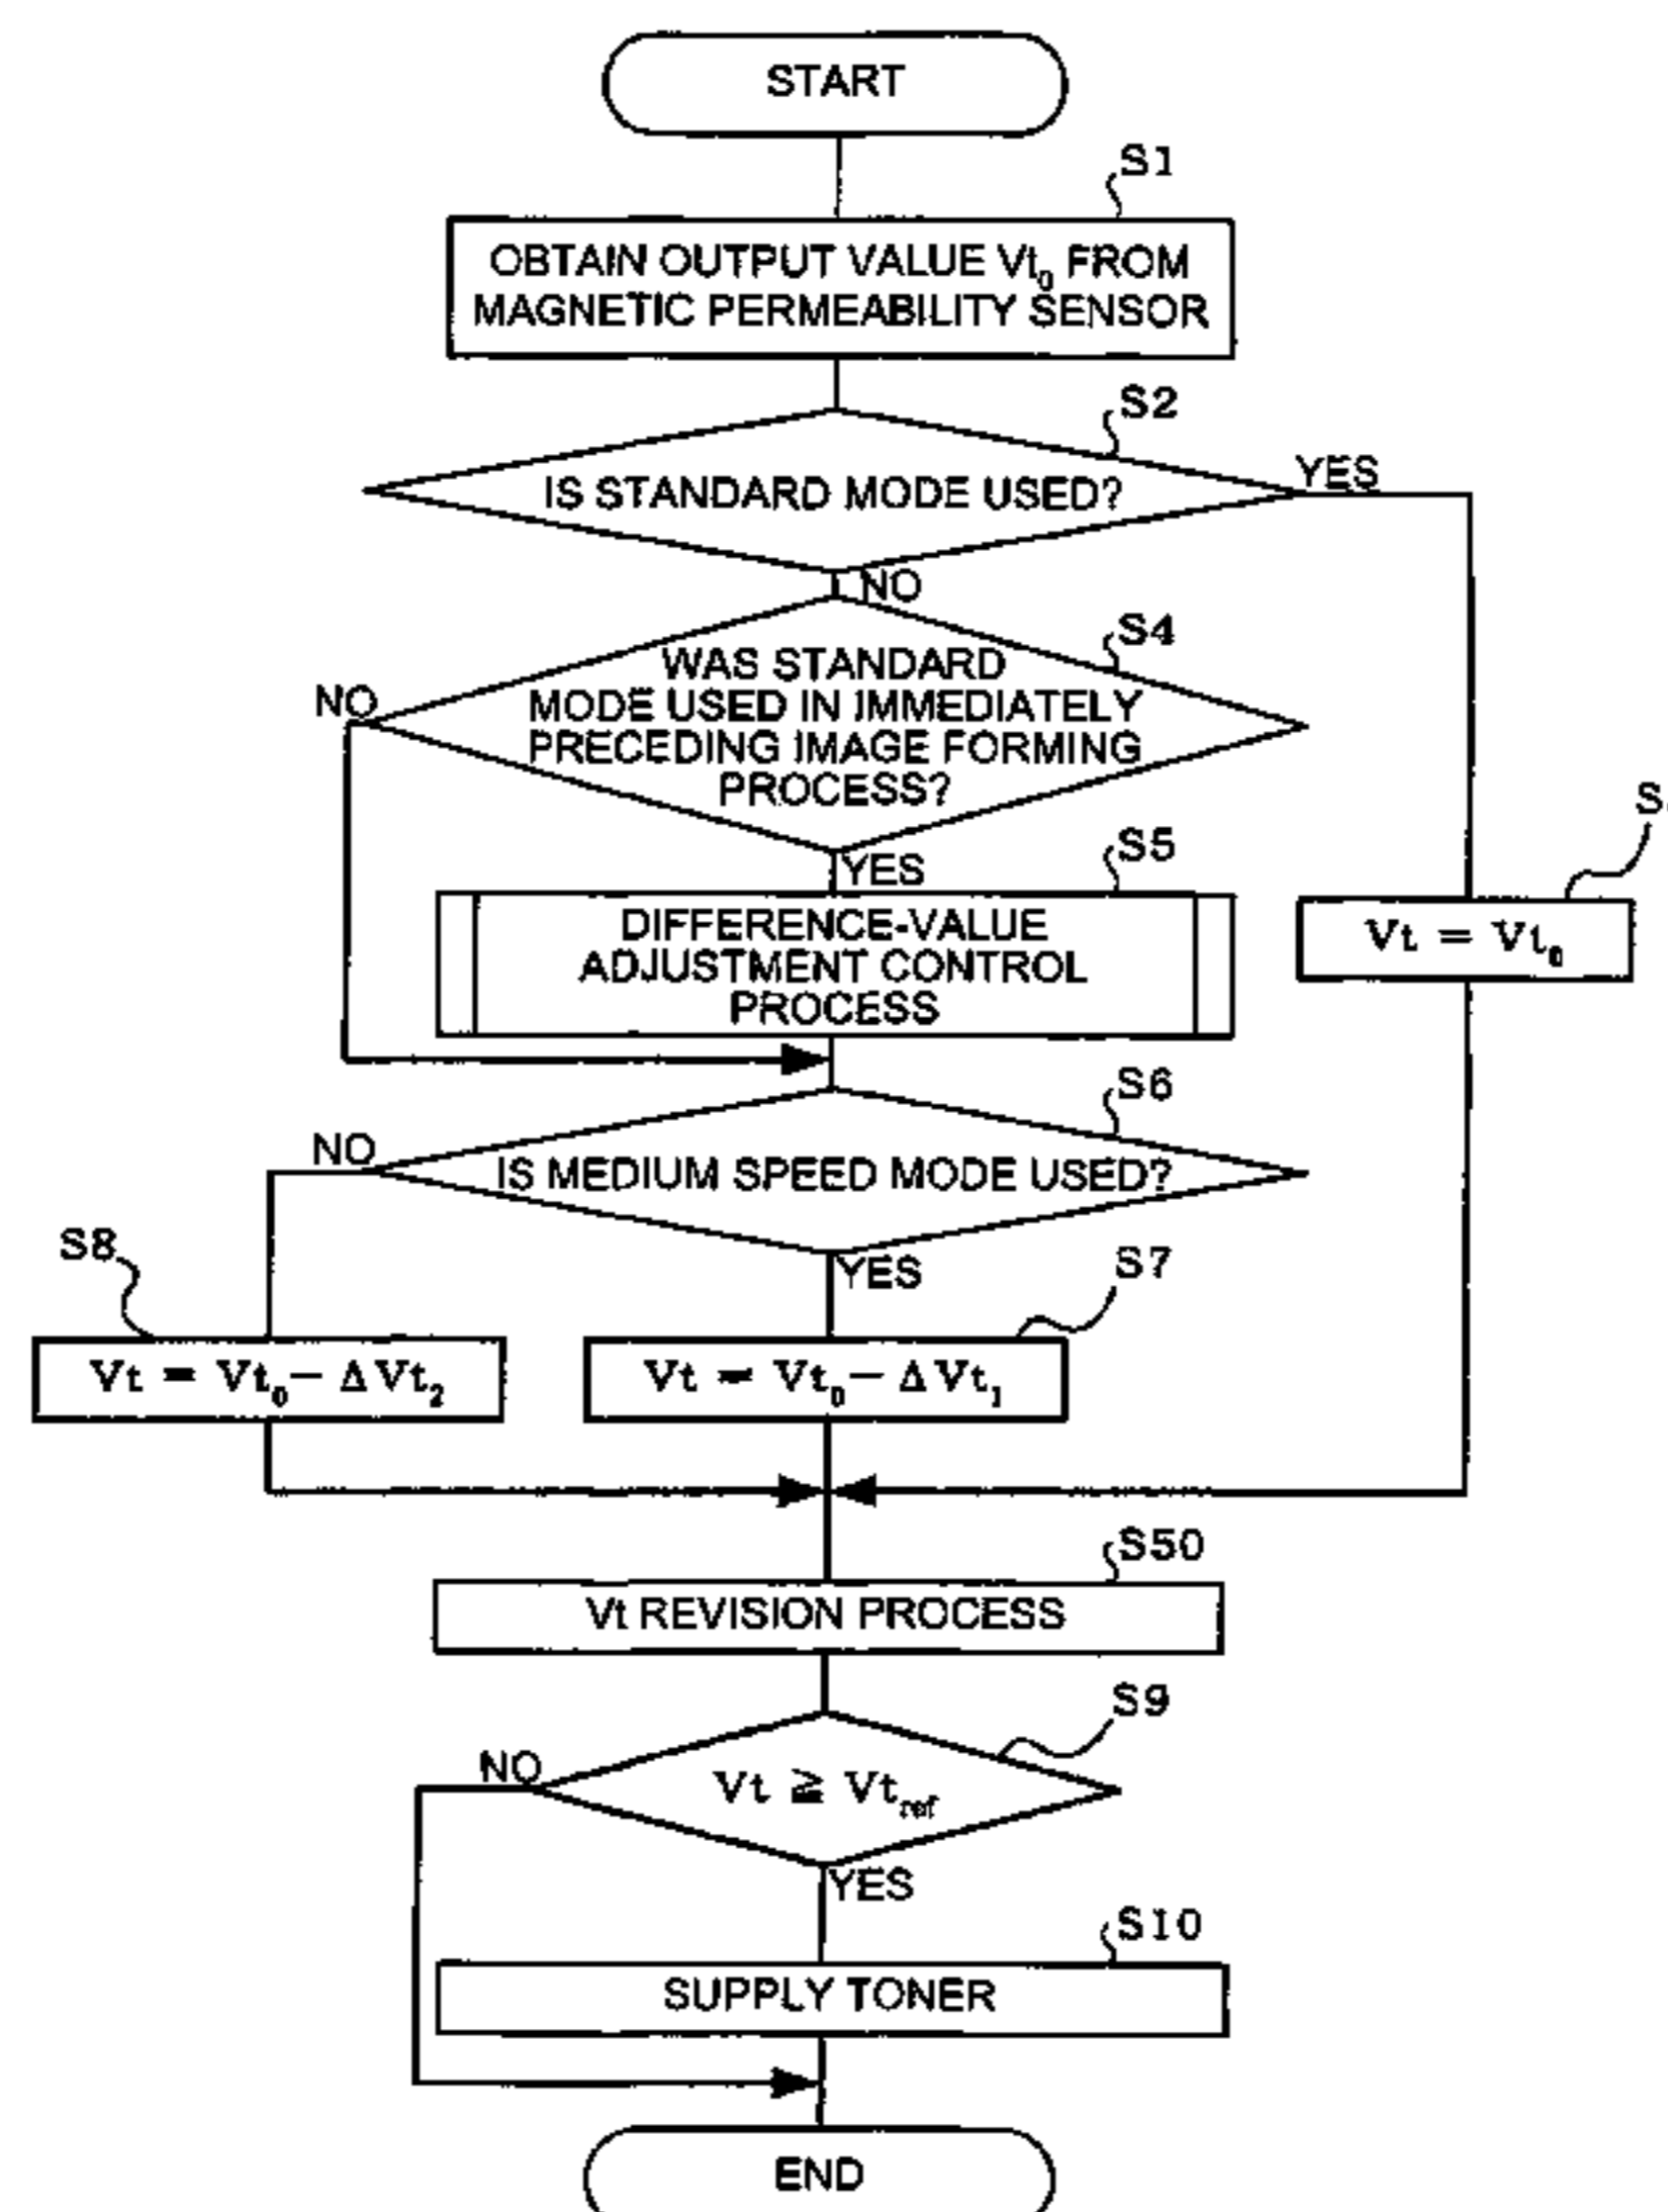 START
S1
OBTAIN OUTPUT VALUE Vt₀ FROM
MAGNETIC PERMEABILITY SENSOR
S2
IS STANDARD MODE USED?
YES
NO
S4
WAS STANDARD
MODE USED IN IMMEDIATELY
PRECEDING IMAGE FORMING
PROCESS?
NO
YES
S5
DIFFERENCE-VALUE
ADJUSTMENT CONTROL
PROCESS
Vt = Vt₀
S6
IS MEDIUM SPEED MODE USED?
NO
YES
S8
S7
Vt = Vt₀ − ΔVt₂
Vt = Vt₀ − ΔVt₁
S50
Vt REVISION PROCESS
S9
Vt ≧ Vt_ref
NO
YES
S10
SUPPLY TONER
END